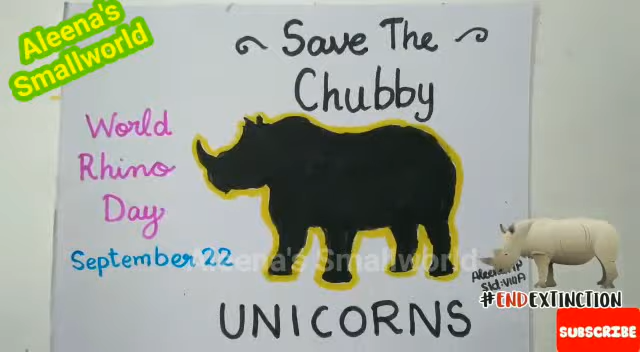 Aleena's
Smallworld
Save The
Chubby
World
Rhino
Day
September 22
Aleena's Smallworld
UNICORNS
#ENDEXTINCTION
SUBSCRIBE